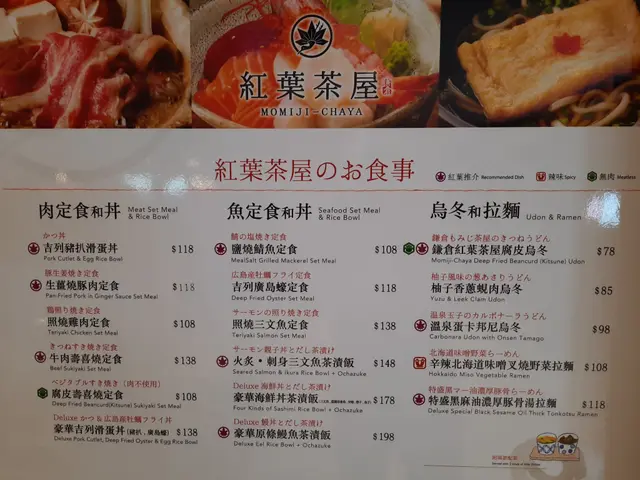 紅葉茶屋
MOMIJI-CHAYA
紅葉茶屋のお食事
紅葉推介 Recommended Dish
辣味 Spicy
無肉 Meatless
肉定食和丼 Meat Set Meal & Rice Bowl
かつ丼
吉列豬扒滑蛋丼 $118
Pork Cutlet & Egg Rice Bowl
豚生姜焼き定食
生薑燒豚肉定食 $118
Pan-Fried Pork in Ginger Sauce Set Meal
鶏照り焼き定食
照燒雞肉定食 $108
Teriyaki Chicken Set Meal
きつねすき焼き定食
牛肉壽喜燒定食 $138
Beef Sukiyaki Set Meal
ベジタブルすき焼き（肉不使用）
腐皮壽喜燒定食 $108
Deep Fried Beancurd(Kitsune) Sukiyaki Set Meal
Deluxe かつ＆広島産牡蠣フライ丼
豪華吉列滑蛋丼(豬扒,廣島蠔) $138
Deluxe Pork Cutlet, Deep Fried Oyster & Egg Rice Bowl
魚定食和丼 Seafood Set Meal & Rice Bowl
鯖の塩焼き定食
鹽燒鯖魚定食 $108
MealSalt Grilled Mackerel Set Meal
広島産牡蠣フライ定食
吉列廣島蠔定食 $118
Deep Fried Oyster Set Meal
サーモンの照り焼き定食
照燒三文魚定食 $138
Teriyaki Salmon Set Meal
サーモン親子丼とだし茶漬け
火炙・刺身三文魚茶漬飯 $148
Seared Salmon & Ikura Rice Bowl + Ochazuke
Deluxe 海鮮丼とだし茶漬け
豪華海鮮丼茶漬飯 $178
Four Kinds of Sashimi Rice Bowl + Ochazuke
Deluxe 鰻丼とだし茶漬け
豪華原條鰻魚茶漬飯 $198
Deluxe Eel Rice Bowl + Ochazuke
烏冬和拉麵 Udon & Ramen
鎌倉もみじ茶屋のきつねうどん
鎌倉紅葉茶屋腐皮烏冬 $78
Momiji-Chaya Deep Fried Beancurd (Kitsune) Udon
柚子風味の葱あさりうどん
柚子香蔥蜆肉烏冬 $85
Yuzu & Leek Clam Udon
温泉玉子のカルボナーラうどん
溫泉蛋卡邦尼烏冬 $98
Carbonara Udon with Onsen Tamago
北海道味噌野菜らーめん
辛辣北海道味噌叉燒野菜拉麵 $108
Hokkaido Miso Vegetable Ramen
特盛黒マー油濃厚豚骨らーめん
特盛黑麻油濃厚豚骨湯拉麵 $118
Deluxe Special Black Sesame Oil Thick Tonkotsu Ramen